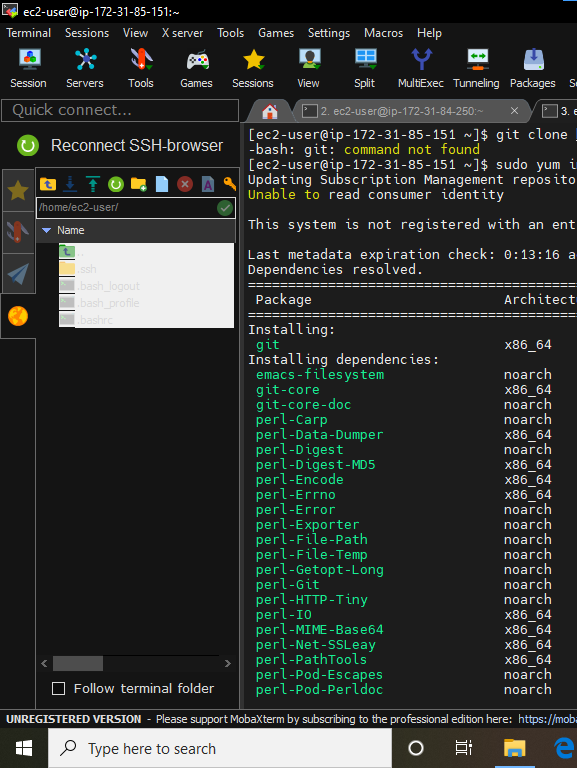 ec2-user@ip-172-31-85-151:~
Terminal Sessions View X server Tools Games Settings Macros Help
Session Servers Tools Games Sessions View Split MultiExec Tunneling Packages
Quick connect...
2. ec2-user@ip-172-31-84-250:~
3. e
Reconnect SSH-browser
/home/ec2-user/
Name
..
.ssh
.bash_logout
.bash_profile
.bashrc
Follow terminal folder
[ec2-user@ip-172-31-85-151 ~]$ git clone
-bash: git: command not found
[ec2-user@ip-172-31-85-151 ~]$ sudo yum i
Updating Subscription Management reposito
Unable to read consumer identity
This system is not registered with an ent
Last metadata expiration check: 0:13:16 a
Dependencies resolved.
Package Architectu
Installing:
git x86_64
Installing dependencies:
emacs-filesystem noarch
git-core x86_64
git-core-doc noarch
perl-Carp noarch
perl-Data-Dumper x86_64
perl-Digest noarch
perl-Digest-MD5 x86_64
perl-Encode x86_64
perl-Errno x86_64
perl-Error noarch
perl-Exporter noarch
perl-File-Path noarch
perl-File-Temp noarch
perl-Getopt-Long noarch
perl-Git noarch
perl-HTTP-Tiny noarch
perl-IO x86_64
perl-MIME-Base64 x86_64
perl-Net-SSLeay x86_64
perl-PathTools x86_64
perl-Pod-Escapes noarch
perl-Pod-Perldoc noarch
UNREGISTERED VERSION - Please support MobaXterm by subscribing to the professional edition here: https://moba
Type here to search